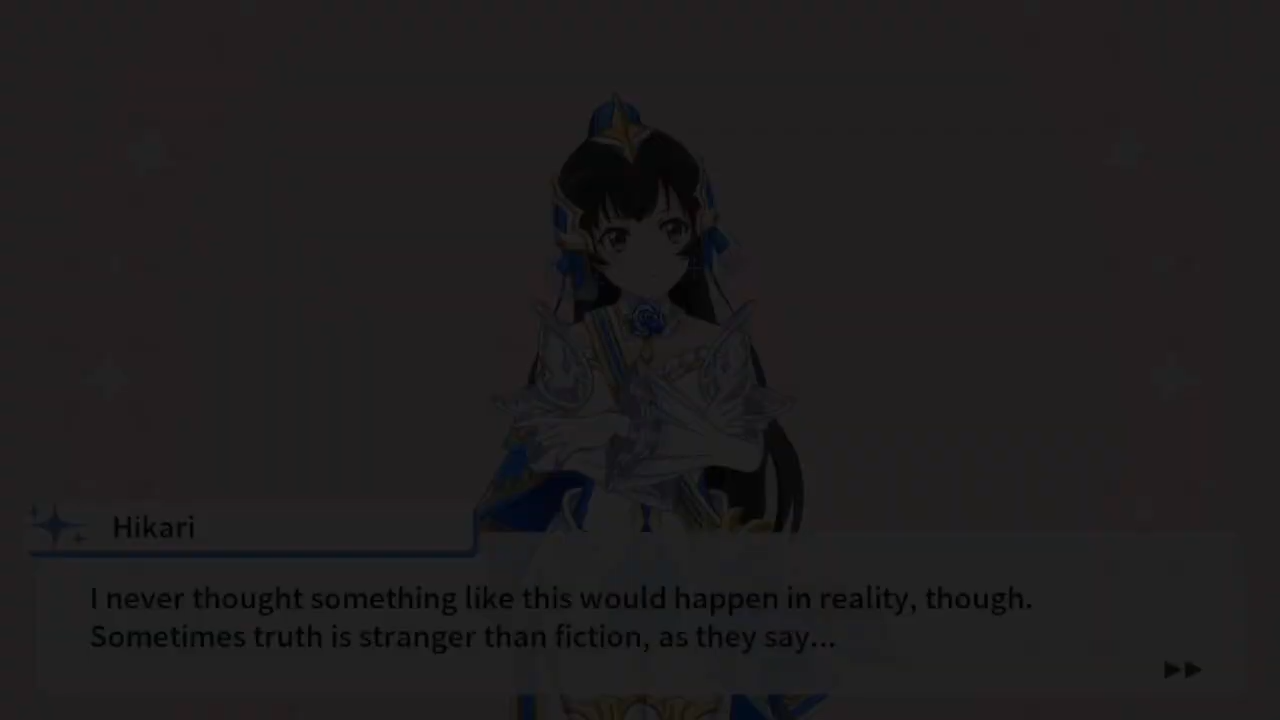 Hikari
I never thought something like this would happen in reality, though.
Sometimes truth is stranger than fiction, as they say...